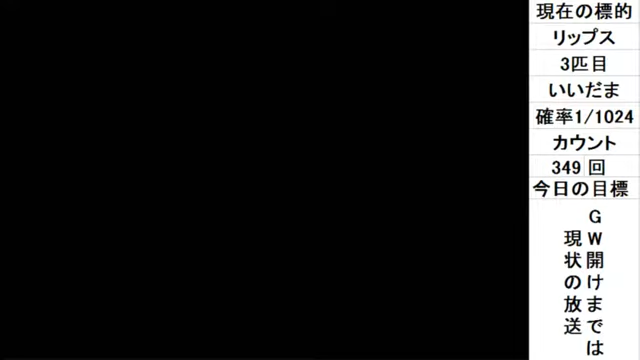 現在の標的
リップス
3匹目
いいだま
確率1/1024
カウント
349 回
今日の目標
GW開けまでは
現状の放送